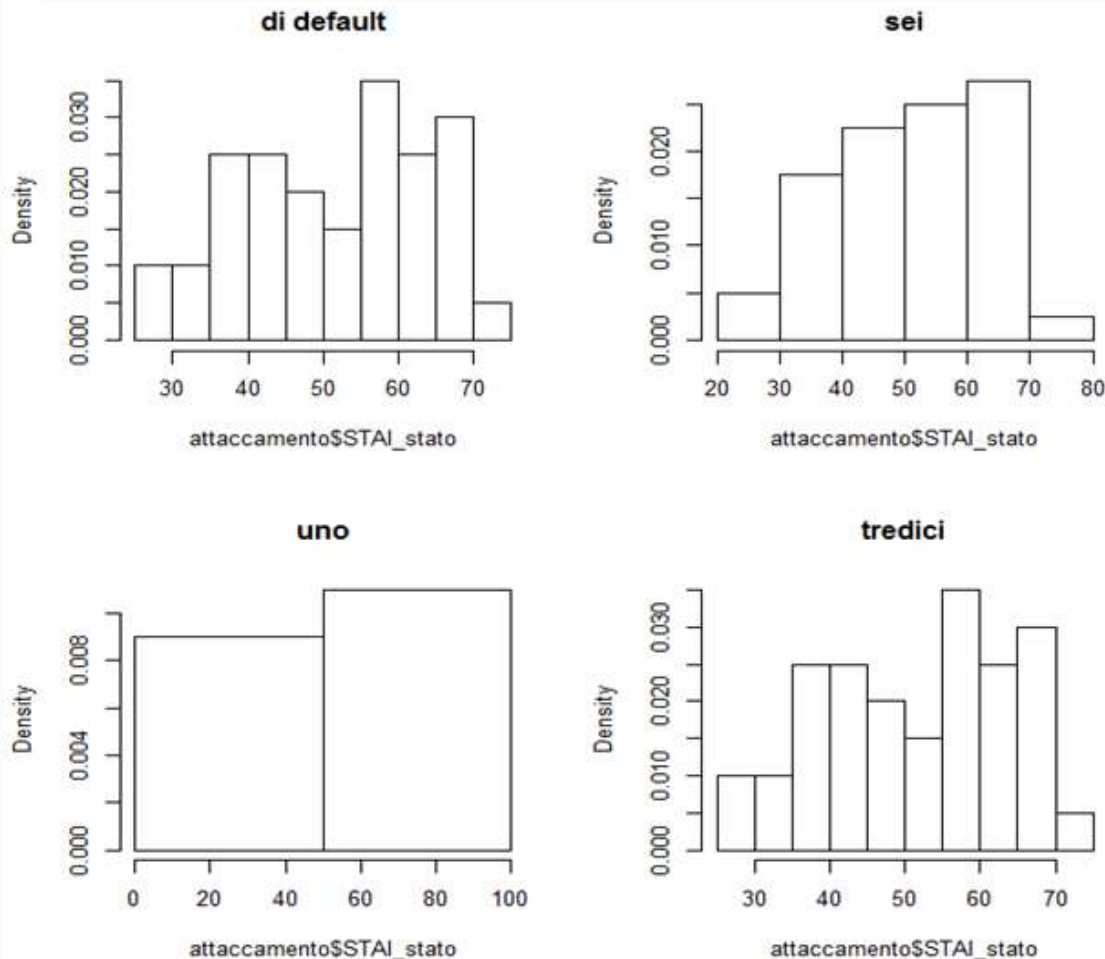 di default
0.030
0.020
0.010
0.000
Density
30 40 50 60 70
attaccamento$STAI_stato
sei
0.020
0.010
0.000
Density
20 30 40 50 60 70 80
attaccamento$STAI_stato
uno
0.008
0.004
0.000
Density
0 20 40 60 80 100
attaccamento$STAI_stato
tredici
0.030
0.020
0.010
0.000
Density
30 40 50 60 70
attaccamento$STAI_stato